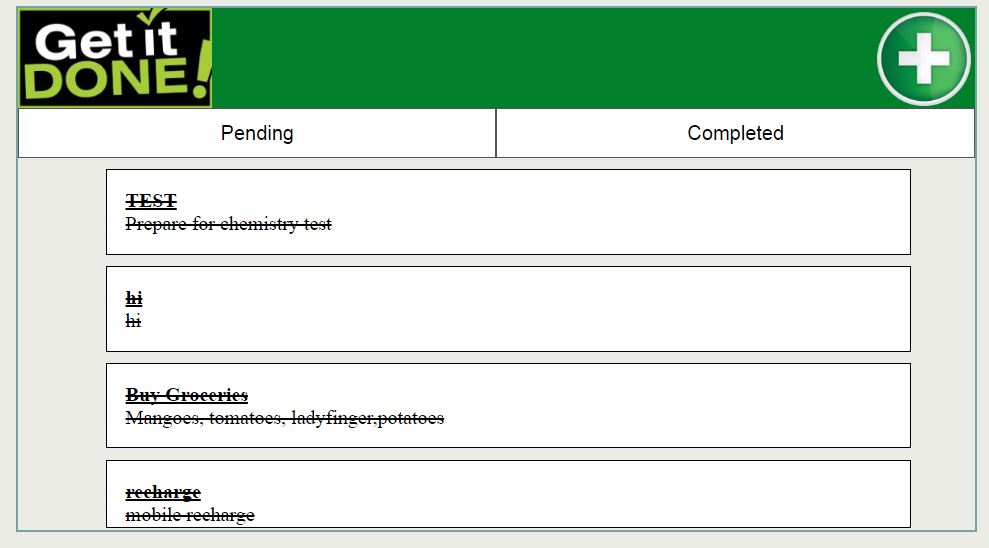 Get it
DONE!
Pending
Completed
TEST
Prepare for chemistry test
hi
hi
Buy Groceries
Mangoes, tomatoes, ladyfinger,potatoes
recharge
mobile recharge